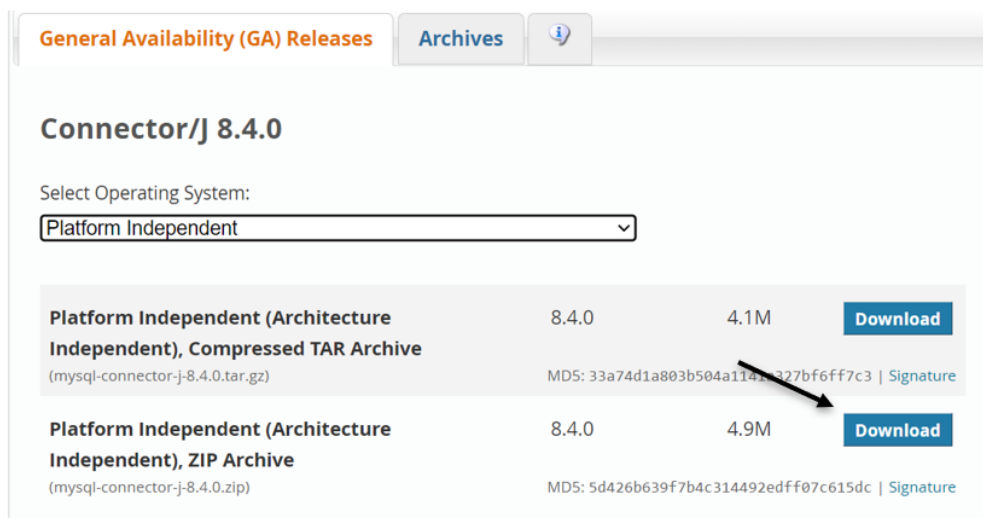 General Availability (GA) Releases Archives
Connector/J 8.4.0
Select Operating System:
Platform Independent
Platform Independent (Architecture 8.4.0 4.1M Download
Independent), Compressed TAR Archive
(mysql-connector-j-8.4.0.tar.gz) MD5: 33a74d1a803b504a1141a327bf6ff7c3 | Signature
Platform Independent (Architecture 8.4.0 4.9M Download
Independent), ZIP Archive
(mysql-connector-j-8.4.0.zip) MD5: 5d426b639f7b4c314492edff07c615dc | Signature